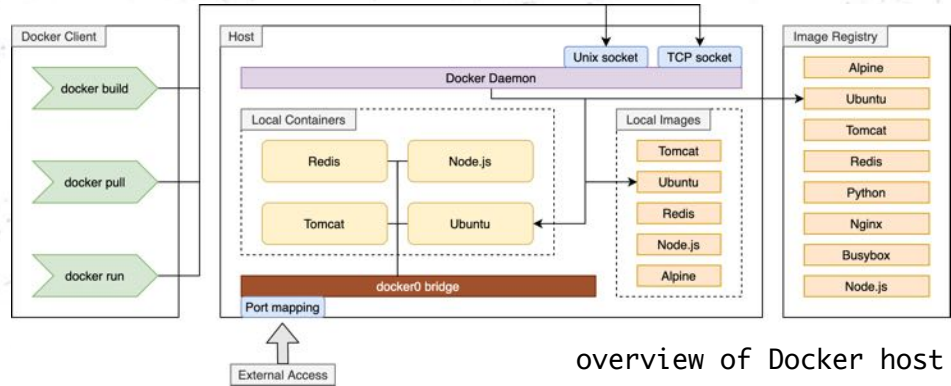 Docker Client
docker build
docker pull
docker run
Host
Unix socket
TCP socket
Docker Daemon
Local Containers
Redis
Node.js
Tomcat
Ubuntu
Local Images
Tomcat
Ubuntu
Redis
Node.js
Alpine
docker0 bridge
Port mapping
External Access
Image Registry
Alpine
Ubuntu
Tomcat
Redis
Python
Nginx
Busybox
Node.js
overview of Docker host